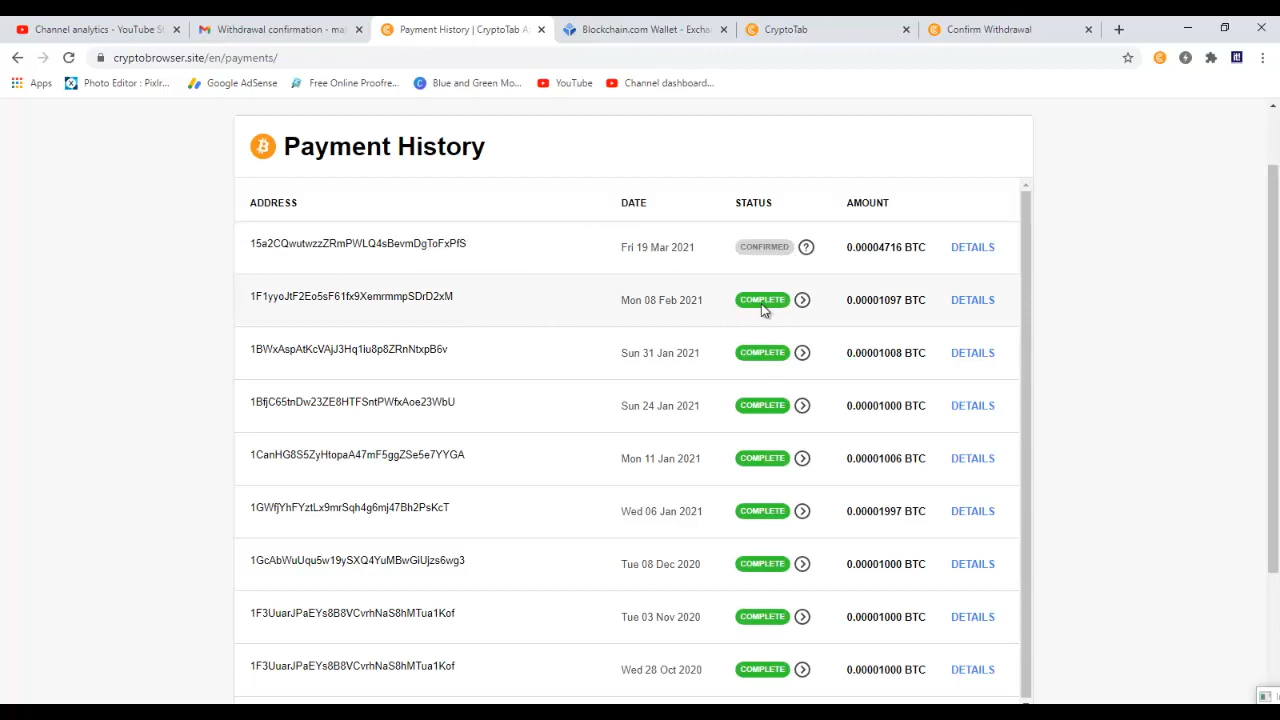 Channel analytics - YouTube St
Withdrawal confirmation - mai
Payment History | CryptoTab A
Blockchain.com Wallet - Excha
CryptoTab
Confirm Withdrawal
cryptobrowser.site/en/payments/
Apps
Photo Editor : Pixlr...
Google AdSense
Free Online Proofre...
Blue and Green Mo...
YouTube
Channel dashboard...
Payment History
ADDRESS DATE STATUS AMOUNT
15a2CQwutwzzZRmPWLQ4sBevmDgToFxPfS Fri 19 Mar 2021 CONFIRMED ? 0.00004716 BTC DETAILS
1F1yyoJtF2Eo5sF61fx9XemrmmpSDrD2xM Mon 08 Feb 2021 COMPLETE 0.00001097 BTC DETAILS
1BWxAspAtKcVAjJ3Hq1iu8p8ZRnNtxpB6v Sun 31 Jan 2021 COMPLETE 0.00001008 BTC DETAILS
1BfjC65tnDw23ZE8HTFSntPWfxAoe23WbU Sun 24 Jan 2021 COMPLETE 0.00001000 BTC DETAILS
1CanHG8S5ZyHtopaA47mF5ggZSe5e7YYGA Mon 11 Jan 2021 COMPLETE 0.00001006 BTC DETAILS
1GWfjYhFYztLx9mrSqh4g6mj47Bh2PsKcT Wed 06 Jan 2021 COMPLETE 0.00001997 BTC DETAILS
1GcAbWuUqu5w19ySXQ4YuMBwGiUjzs6wg3 Tue 08 Dec 2020 COMPLETE 0.00001000 BTC DETAILS
1F3UuarJPaEYs8B8VCvrhNaS8hMTua1Kof Tue 03 Nov 2020 COMPLETE 0.00001000 BTC DETAILS
1F3UuarJPaEYs8B8VCvrhNaS8hMTua1Kof Wed 28 Oct 2020 COMPLETE 0.00001000 BTC DETAILS